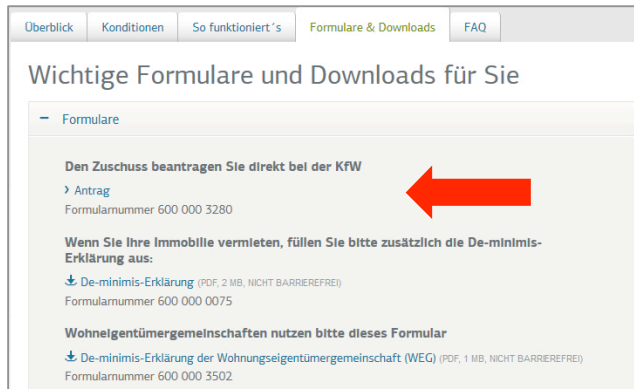 Überblick Konditionen So funktioniert´s Formulare & Downloads FAQ
Wichtige Formulare und Downloads für Sie
− Formulare
Den Zuschuss beantragen Sie direkt bei der KfW
› Antrag
Formularnummer 600 000 3280
Wenn Sie Ihre Immobilie vermieten, füllen Sie bitte zusätzlich die De-minimis-
Erklärung aus:
De-minimis-Erklärung (PDF, 2 MB, NICHT BARRIEREFREI)
Formularnummer 600 000 0075
Wohneigentümergemeinschaften nutzen bitte dieses Formular
De-minimis-Erklärung der Wohnungseigentümergemeinschaft (WEG) (PDF, 1 MB, NICHT BARRIEREFREI)
Formularnummer 600 000 3502